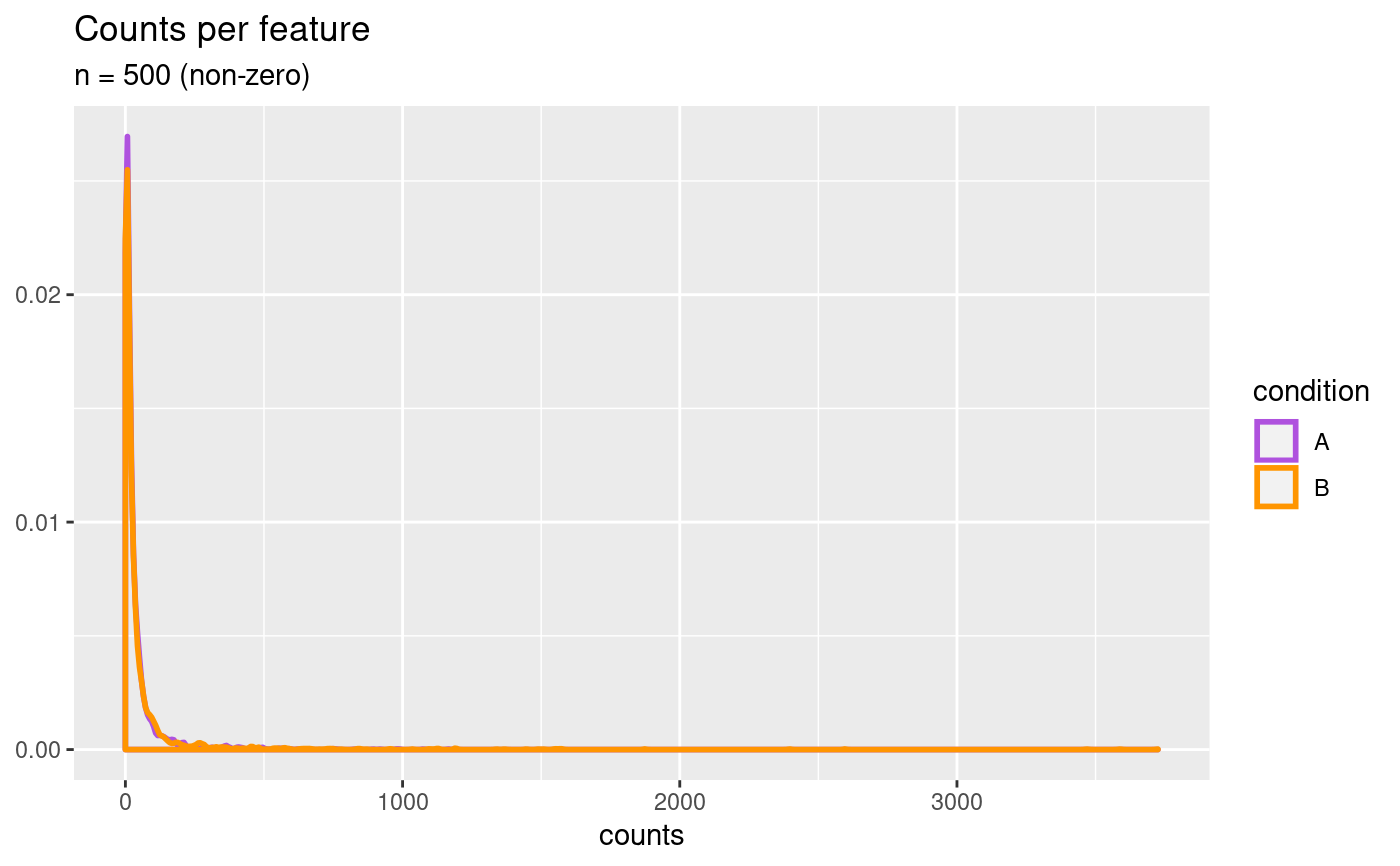 Counts per feature
n = 500 (non-zero)
0.02
0.01
0.00
0
1000
2000
3000
counts
condition
A
B